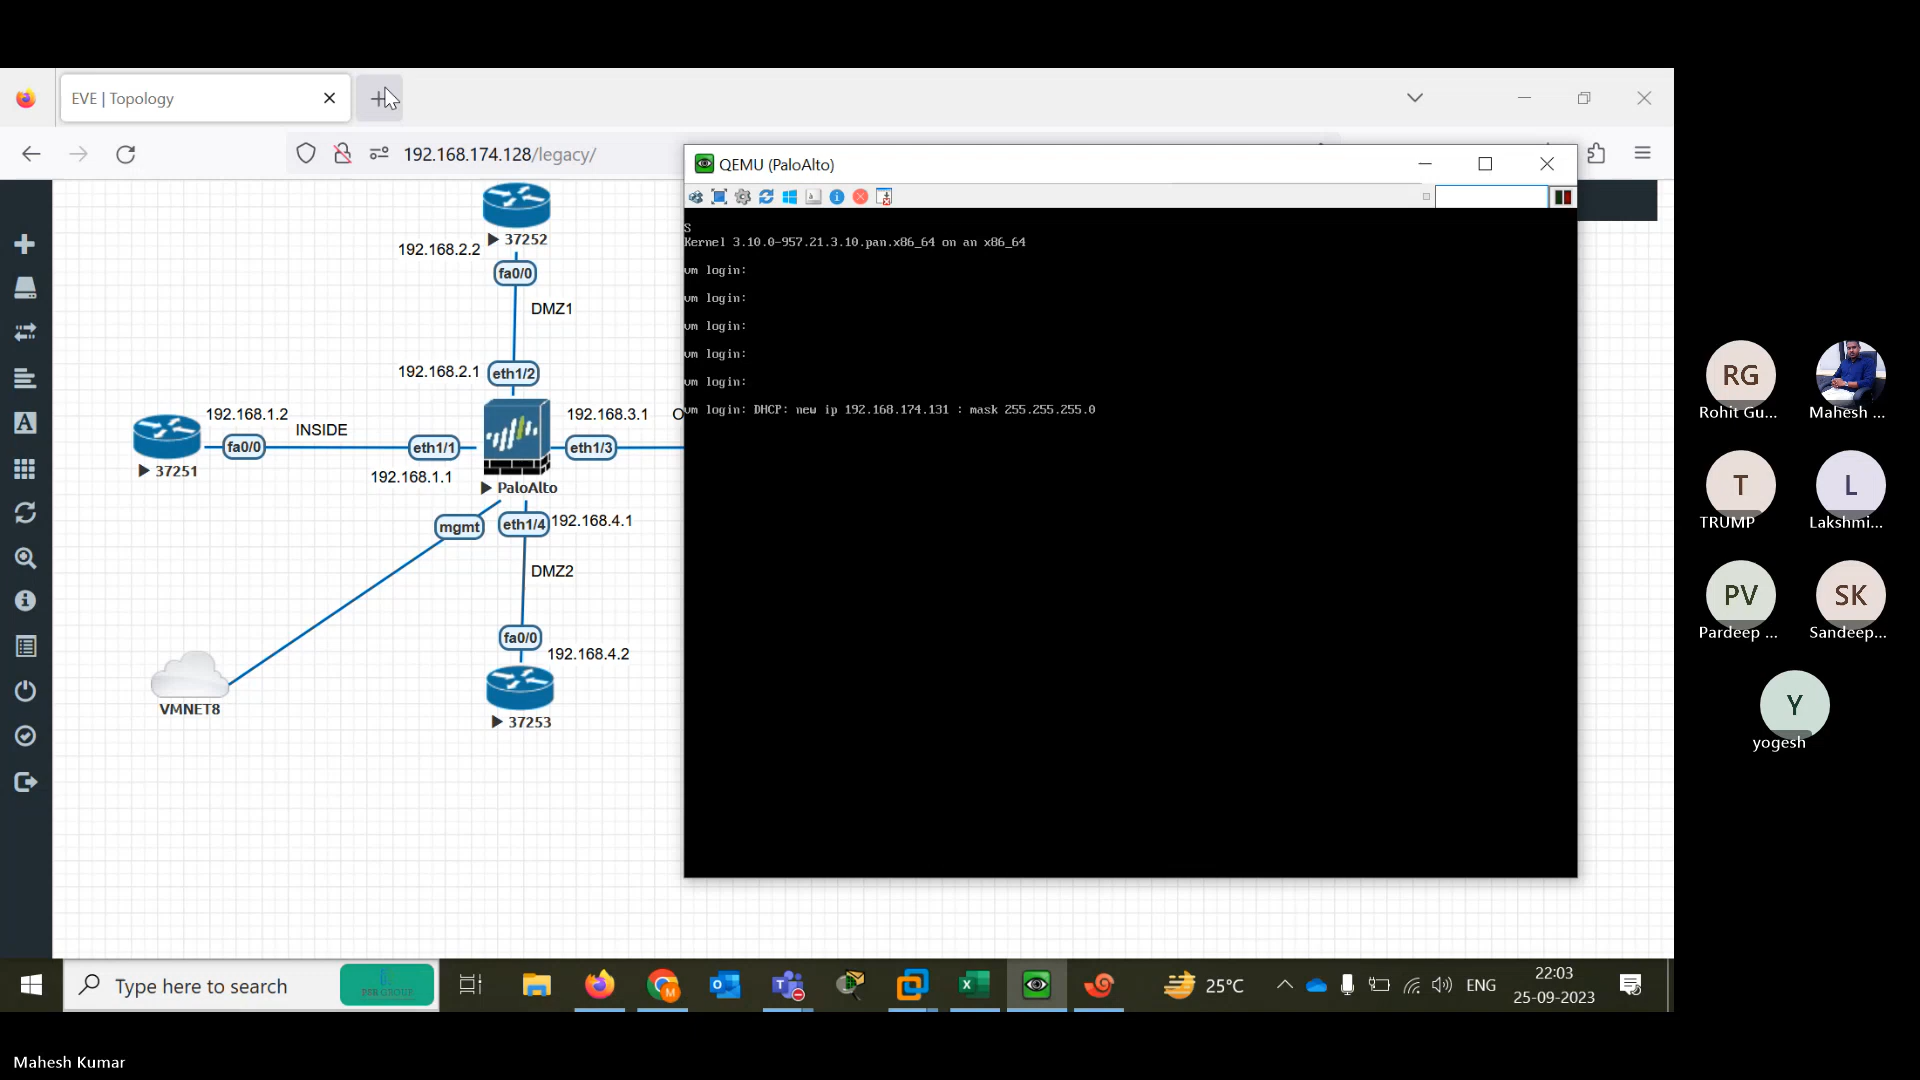 EVE | Topology
192.168.174.128/legacy/
QEMU (PaloAlto)
S
Kernel 3.10.0-957.21.3.10.pan.x86_64 on an x86_64
vm login:
vm login:
vm login:
vm login:
vm login:
vm login: DHCP: new ip 192.168.174.131 : mask 255.255.255.0
37252
192.168.2.2
fa0/0
DMZ1
192.168.2.1
eth1/2
192.168.1.2
192.168.3.1
O
fa0/0
INSIDE
eth1/1
eth1/3
37251
192.168.1.1
PaloAlto
mgmt
eth1/4
192.168.4.1
DMZ2
fa0/0
192.168.4.2
VMNET8
37253
RG
Rohit Gu...
Mahesh ...
T
TRUMP
L
Lakshmi...
PV
Pardeep ...
SK
Sandeep...
Y
yogesh
Type here to search
25°C
ENG
22:03
25-09-2023
Mahesh Kumar